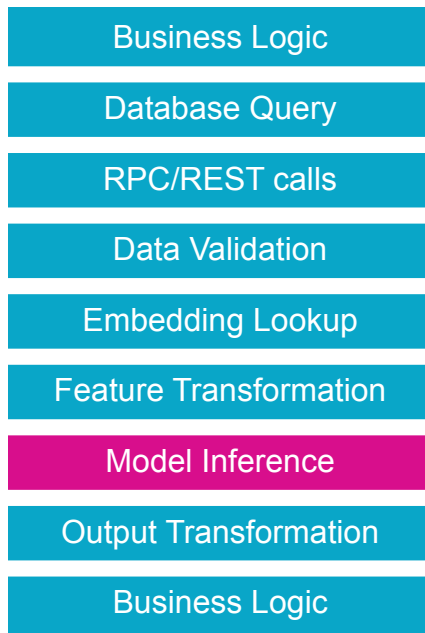 Business Logic
Database Query
RPC/REST calls
Data Validation
Embedding Lookup
Feature Transformation
Model Inference
Output Transformation
Business Logic